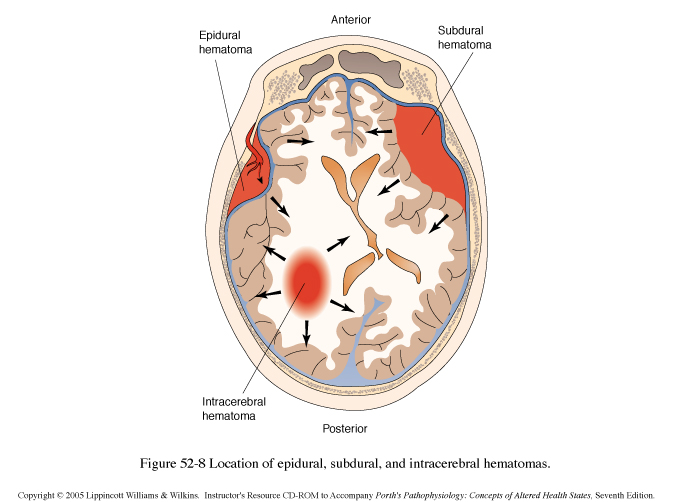 Anterior
Epidural
hematoma
Subdural
hematoma
Intracerebral
hematoma
Posterior
Figure 52-8 Location of epidural, subdural, and intracerebral hematomas.
Copyright © 2005 Lippincott Williams & Wilkins. Instructor's Resource CD-ROM to Accompany Porth's Pathophysiology: Concepts of Altered Health States, Seventh Edition.